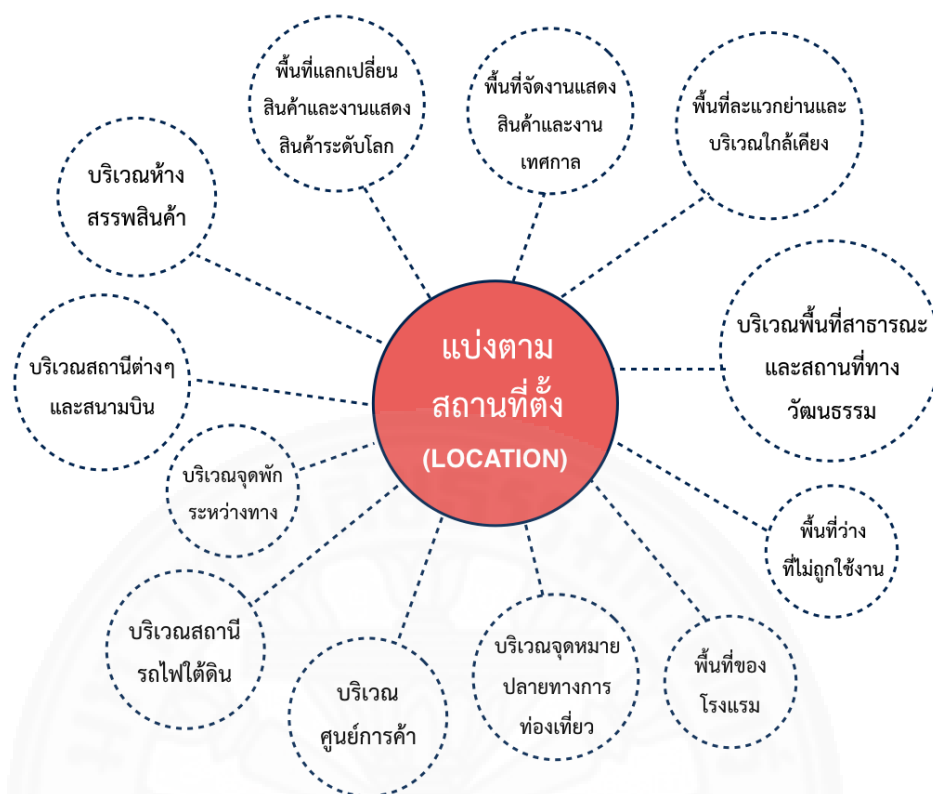 พื้นที่แลกเปลี่ยน
สินค้าและงานแสดง
สินค้าระดับโลก
พื้นที่จัดงานแสดง
สินค้าและงาน
เทศกาล
พื้นที่ละแวกย่านและ
บริเวณใกล้เคียง
บริเวณห้าง
สรรพสินค้า
บริเวณพื้นที่สาธารณะ
และสถานที่ทาง
วัฒนธรรม
แบ่งตาม
สถานที่ตั้ง
(LOCATION)
บริเวณสถานีต่างๆ
และสนามบิน
บริเวณจุดพัก
ระหว่างทาง
พื้นที่ว่าง
ที่ไม่ถูกใช้งาน
บริเวณสถานี
รถไฟใต้ดิน
บริเวณ
ศูนย์การค้า
บริเวณจุดหมาย
ปลายทางการ
ท่องเที่ยว
พื้นที่ของ
โรงแรม